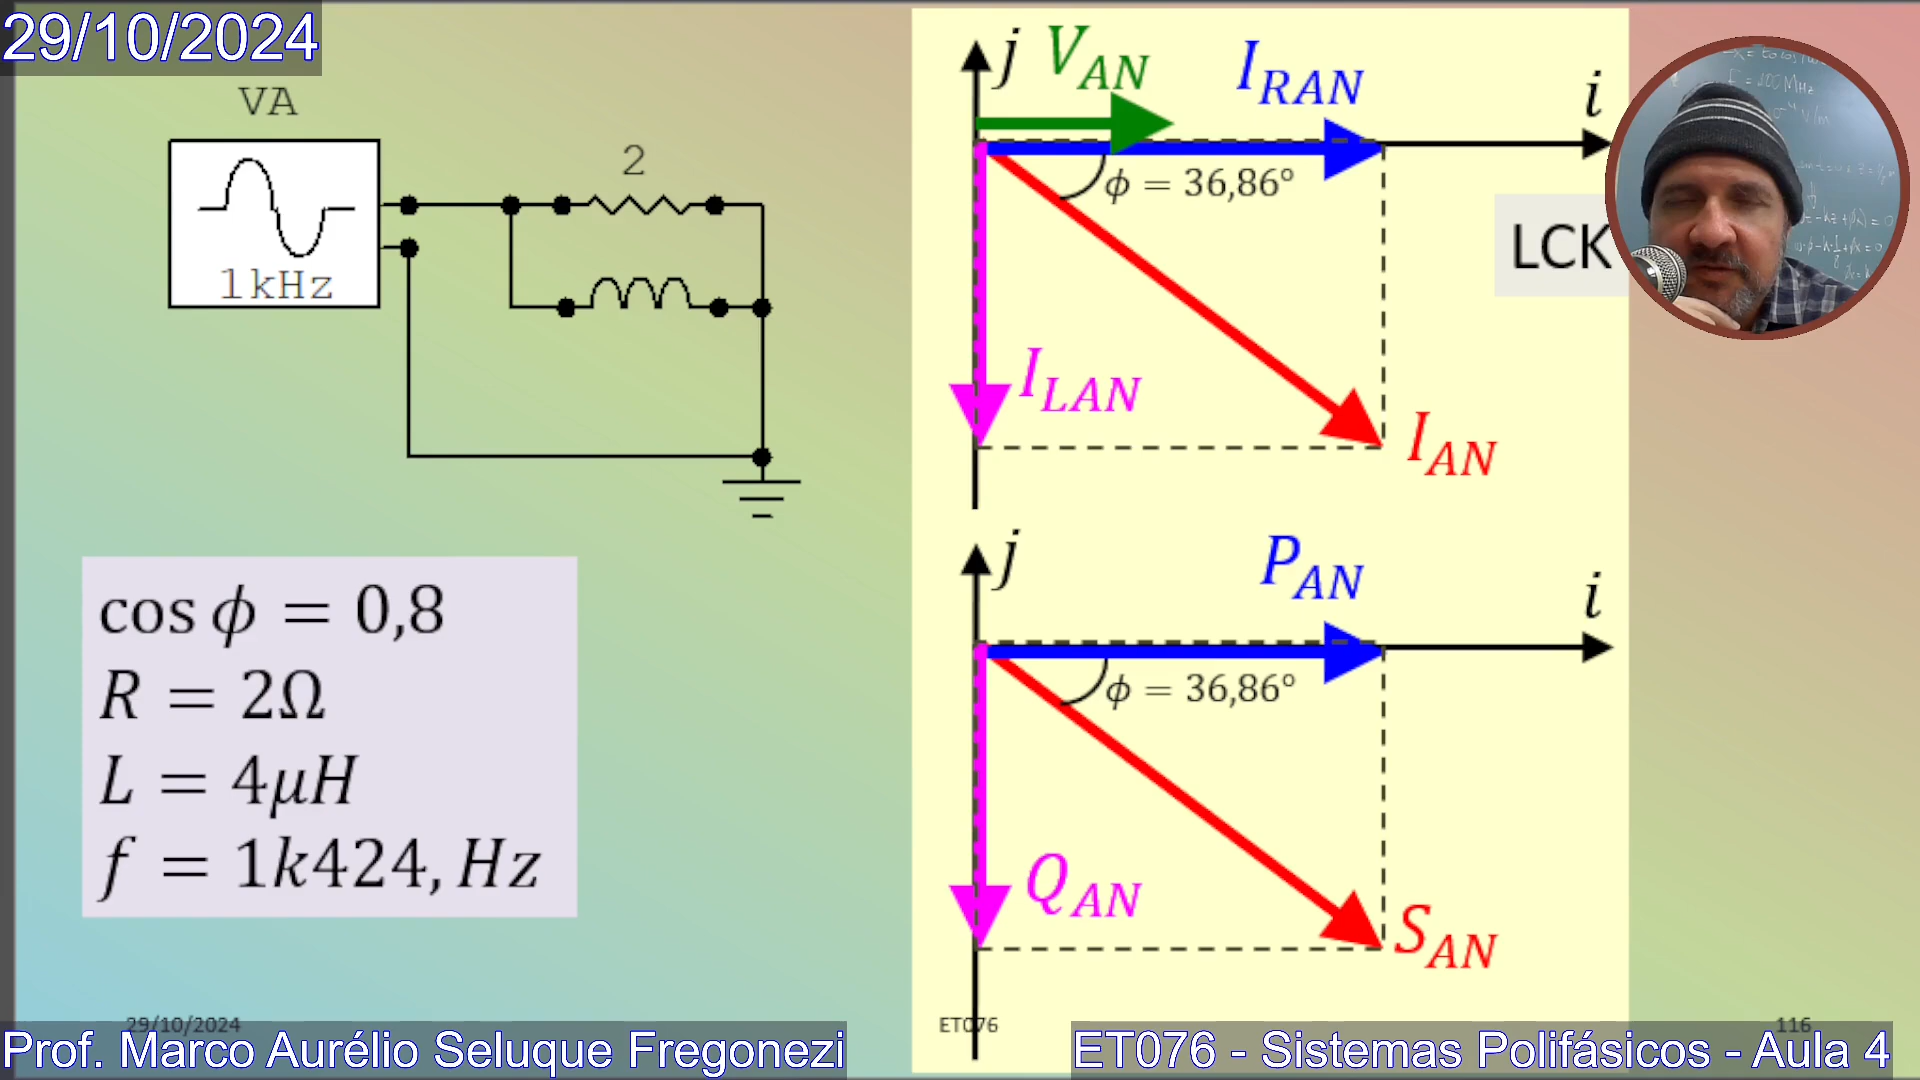 29/10/2024
VA
1kHz
2
cos ϕ = 0,8
R = 2Ω
L = 4μH
f = 1k424, Hz
j
V_AN
I_RAN
i
ϕ = 36,86°
LCK
I_LAN
I_AN
j
P_AN
i
ϕ = 36,86°
Q_AN
S_AN
29/10/2024
ET076
116
Prof. Marco Aurélio Seluque Fregonezi
ET076 - Sistemas Polifásicos - Aula 4